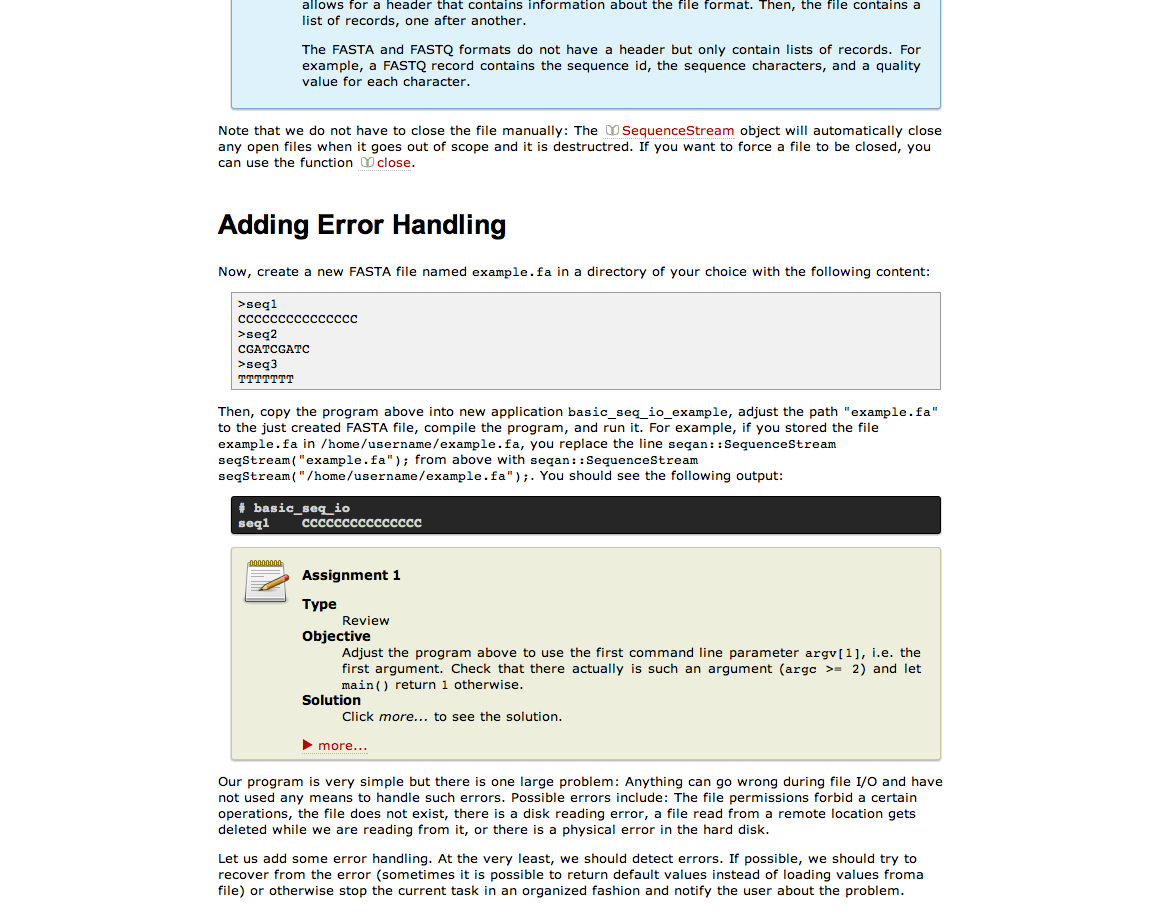 allows for a header that contains information about the file format. Then, the file contains a
list of records, one after another.
The FASTA and FASTQ formats do not have a header but only contain lists of records. For
example, a FASTQ record contains the sequence id, the sequence characters, and a quality
value for each character.
Note that we do not have to close the file manually: The SequenceStream object will automatically close
any open files when it goes out of scope and it is destructred. If you want to force a file to be closed, you
can use the function close.
Adding Error Handling
Now, create a new FASTA file named example.fa in a directory of your choice with the following content:
>seq1
CCCCCCCCCCCCCCC
>seq2
CGATCGATC
>seq3
TTTTTTT
Then, copy the program above into new application basic_seq_io_example, adjust the path "example.fa"
to the just created FASTA file, compile the program, and run it. For example, if you stored the file
example.fa in /home/username/example.fa, you replace the line seqan::SequenceStream
seqStream("example.fa"); from above with seqan::SequenceStream
seqStream("/home/username/example.fa");. You should see the following output:
# basic_seq_io
seq1    CCCCCCCCCCCCCCC
Assignment 1
Type
Review
Objective
Adjust the program above to use the first command line parameter argv[1], i.e. the
first argument. Check that there actually is such an argument (argc >= 2) and let
main() return 1 otherwise.
Solution
Click more... to see the solution.
more...
Our program is very simple but there is one large problem: Anything can go wrong during file I/O and have
not used any means to handle such errors. Possible errors include: The file permissions forbid a certain
operations, the file does not exist, there is a disk reading error, a file read from a remote location gets
deleted while we are reading from it, or there is a physical error in the hard disk.
Let us add some error handling. At the very least, we should detect errors. If possible, we should try to
recover from the error (sometimes it is possible to return default values instead of loading values froma
file) or otherwise stop the current task in an organized fashion and notify the user about the problem.